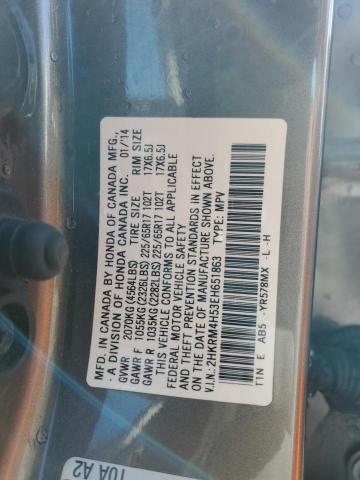 MFD. IN CANADA BY HONDA OF CANADA MFG.,
- A DIVISION OF HONDA CANADA INC. 01/14
GVWR 2070KG (4564LBS) TIRE SIZE RIM SIZE
GAWR F 1055KG (2326LBS) 225/65R17 102T 17X6.5J
GAWR R 1035KG (2282LBS) 225/65R17 102T 17X6.5J
THIS VEHICLE CONFORMS TO ALL APPLICABLE
FEDERAL MOTOR VEHICLE SAFETY
AND THEFT PREVENTION STANDARDS IN EFFECT
ON THE DATE OF MANUFACTURE SHOWN ABOVE.
V.I.N: 2HKRM4H53EH651863 TYPE: MPV
T1N E AB5 -YR578MX -L -H
10A A2